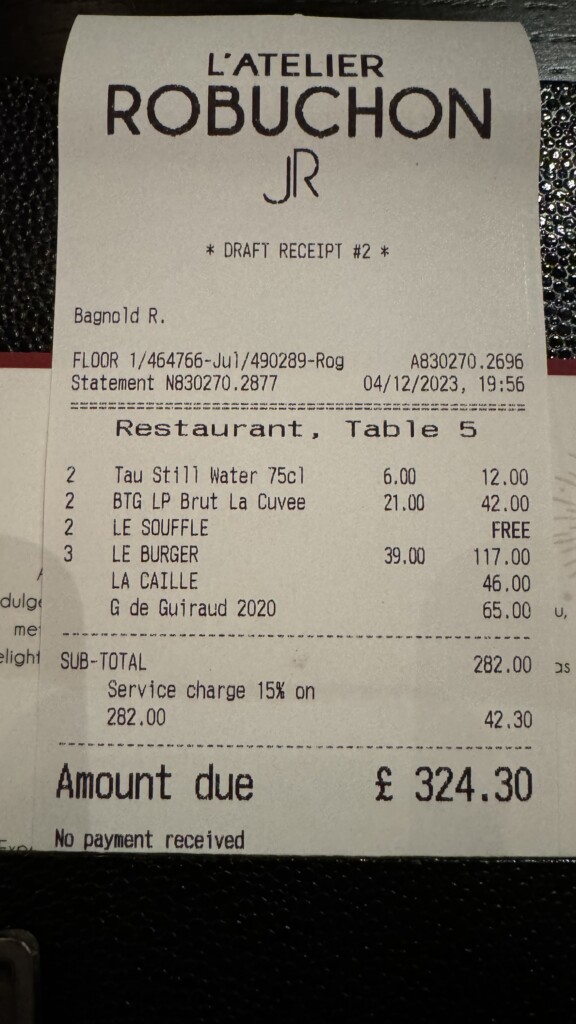 L'ATELIER
ROBUCHON
JR
* DRAFT RECEIPT #2 *
Bagnold R.
FLOOR 1/464766-Jul/490289-Rog A830270.2696
Statement N830270.2877 04/12/2023, 19:56
Restaurant, Table 5
2 Tau Still Water 75cl 6.00 12.00
2 BTG LP Brut La Cuvee 21.00 42.00
2 LE SOUFFLE FREE
3 LE BURGER 39.00 117.00
LA CAILLE 46.00
G de Guiraud 2020 65.00
SUB-TOTAL 282.00
Service charge 15% on
282.00 42.30
Amount due £ 324.30
No payment received